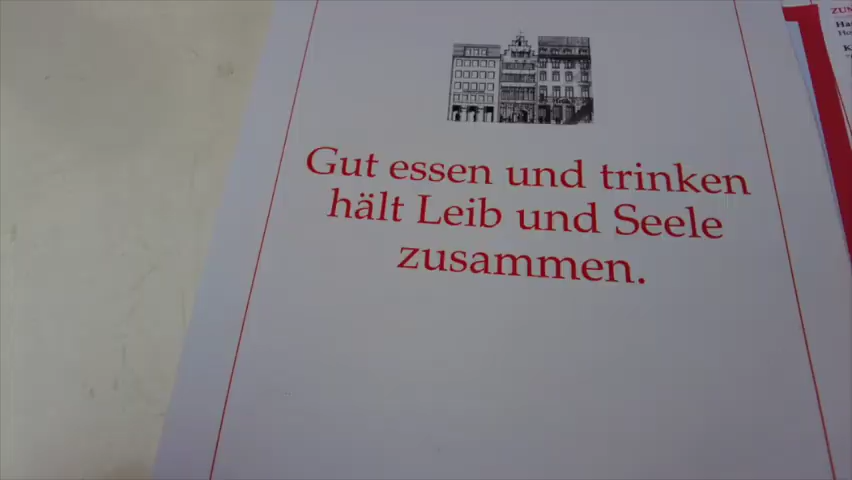 Gut essen und trinken
hält Leib und Seele
zusammen.